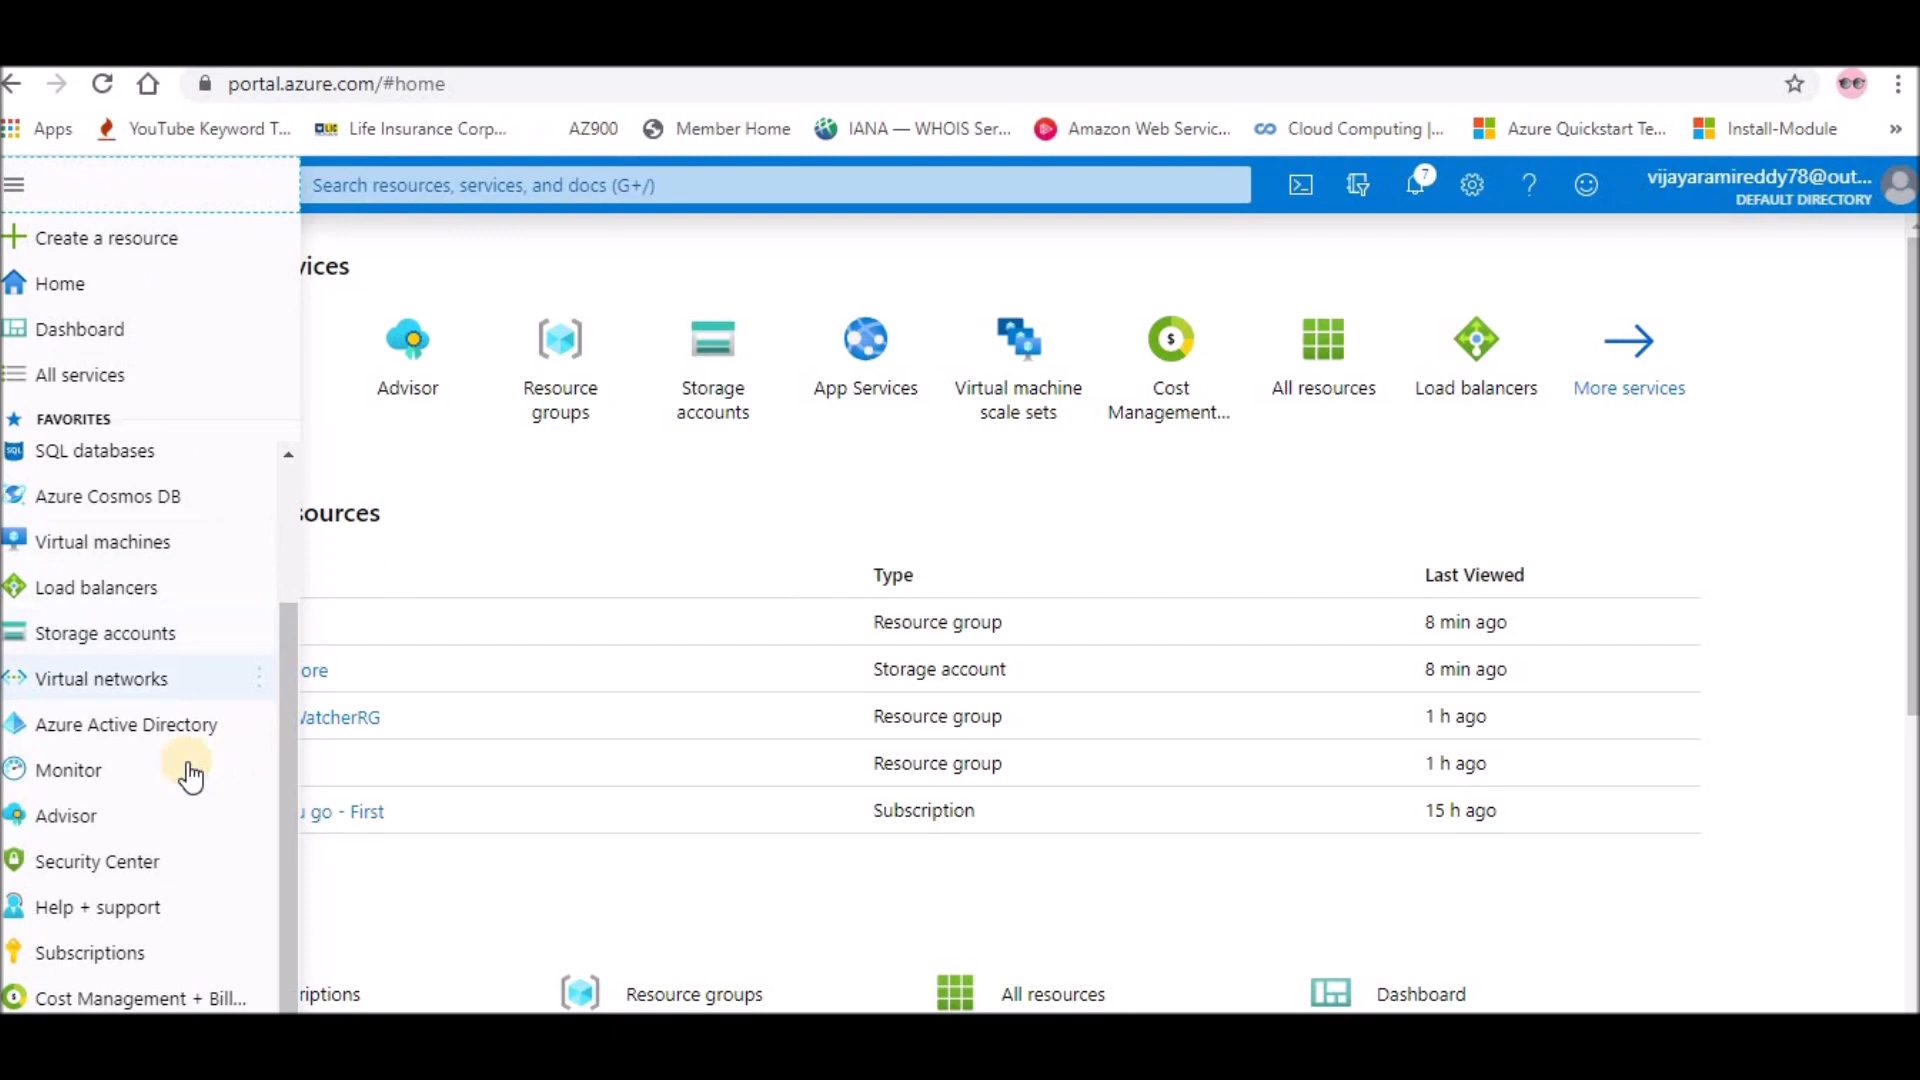 portal.azure.com/#home
Apps YouTube Keyword T... LIC Life Insurance Corp... AZ900 Member Home IANA — WHOIS Ser... Amazon Web Servic... Cloud Computing |... Azure Quickstart Te... Install-Module »
Search resources, services, and docs (G+/)
7
vijayaramireddy78@out...
DEFAULT DIRECTORY
Create a resource
Home
Dashboard
All services
FAVORITES
SQL databases
Azure Cosmos DB
Virtual machines
Load balancers
Storage accounts
Virtual networks
Azure Active Directory
Monitor
Advisor
Security Center
Help + support
Subscriptions
Cost Management + Bill...
vices
Advisor
Resource groups
Storage accounts
App Services
Virtual machine scale sets
Cost Management...
All resources
Load balancers
More services
sources
Type Last Viewed
Resource group 8 min ago
ore Storage account 8 min ago
WatcherRG Resource group 1 h ago
Resource group 1 h ago
u go - First Subscription 15 h ago
riptions Resource groups All resources Dashboard